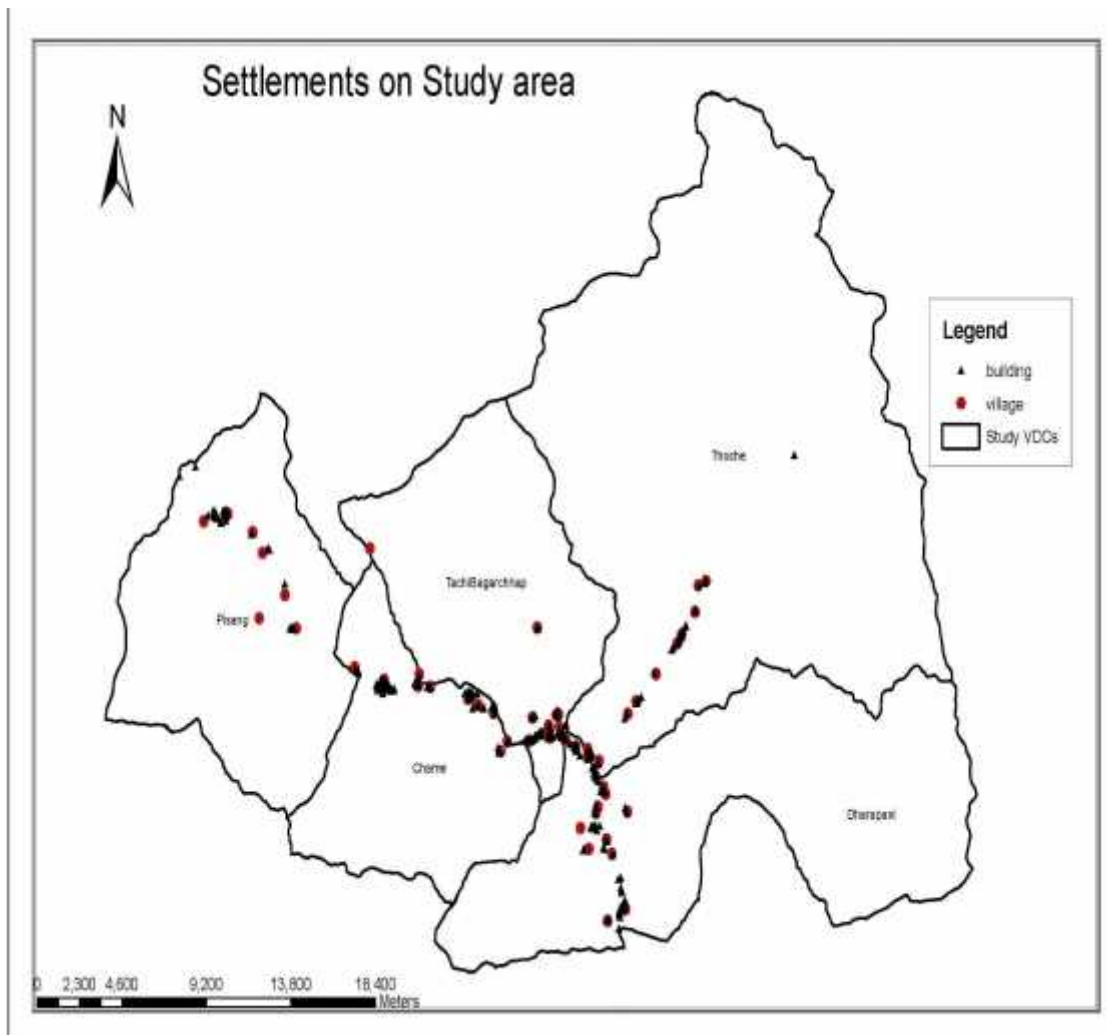 Settlements on Study area
N
Legend
building
village
Study VDCs
Thoche
TachiBagarchhap
Pisang
Chame
Dharapani
0 2,300 4,600 9,200 13,800 18,400
Meters